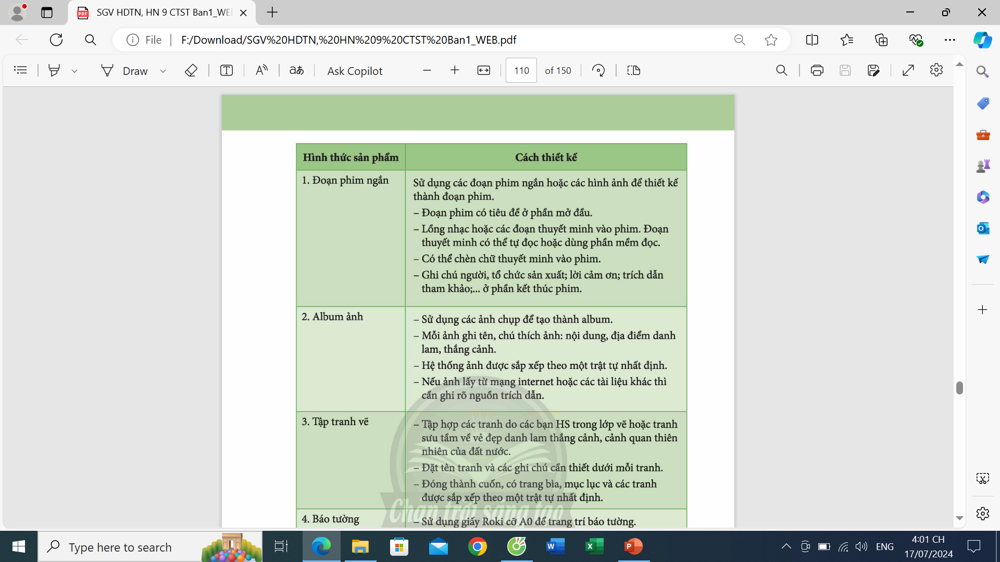 SGV HDTN, HN 9 CTST Ban1_WEB
File
F:/Download/SGV%20HDTN,%20HN%209%20CTST%20Ban1_WEB.pdf
Draw
T
A
aあ
Ask Copilot
110
of 150
Hình thức sản phẩm
Cách thiết kế
1. Đoạn phim ngắn
Sử dụng các đoạn phim ngắn hoặc các hình ảnh để thiết kế
thành đoạn phim.
– Đoạn phim có tiêu đề ở phần mở đầu.
– Lồng nhạc hoặc các đoạn thuyết minh vào phim. Đoạn
thuyết minh có thể tự đọc hoặc dùng phần mềm đọc.
– Có thể chèn chữ thuyết minh vào phim.
– Ghi chú người, tổ chức sản xuất; lời cảm ơn; trích dẫn
tham khảo;... ở phần kết thúc phim.
2. Album ảnh
– Sử dụng các ảnh chụp để tạo thành album.
– Mỗi ảnh ghi tên, chú thích ảnh: nội dung, địa điểm danh
lam, thắng cảnh.
– Hệ thống ảnh được sắp xếp theo một trật tự nhất định.
– Nếu ảnh lấy từ mạng internet hoặc các tài liệu khác thì
cần ghi rõ nguồn trích dẫn.
3. Tập tranh vẽ
– Tập hợp các tranh do các bạn HS trong lớp vẽ hoặc tranh
sưu tầm về vẻ đẹp danh lam thắng cảnh, cảnh quan thiên
nhiên của đất nước.
– Đặt tên tranh và các ghi chú cần thiết dưới mỗi tranh.
– Đóng thành cuốn, có trang bìa, mục lục và các tranh
được sắp xếp theo một trật tự nhất định.
Chân trời sáng tạo
4. Báo tường
– Sử dụng giấy Roki cỡ A0 để trang trí báo tường.
Type here to search
ENG
4:01 CH
17/07/2024